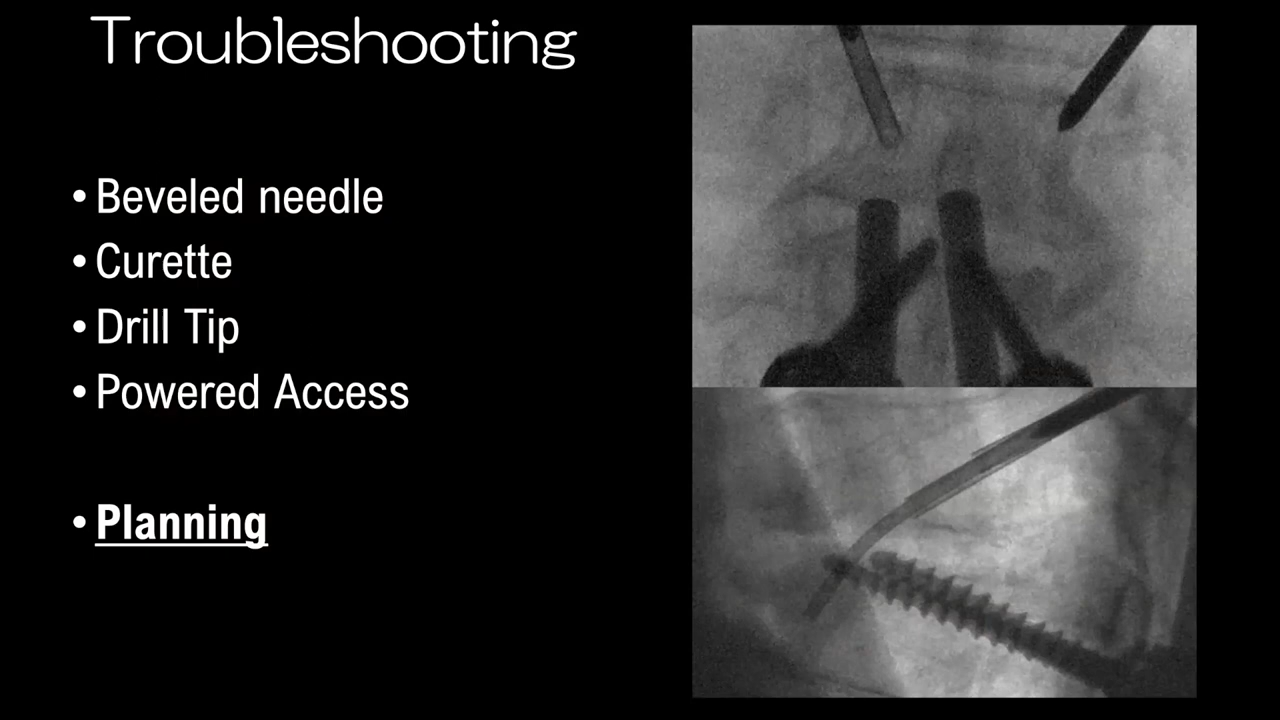 Troubleshooting
• Beveled needle
• Curette
• Drill Tip
• Powered Access
• Planning